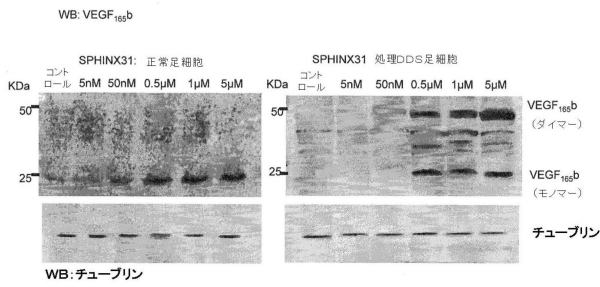 WB: VEGF165b
SPHINX31: 正常足細胞
SPHINX31 処理DDS足細胞
KDa コントロール 5nM 50nM 0.5μM 1μM 5μM
KDa コントロール 5nM 50nM 0.5μM 1μM 5μM
50
25
50
25
VEGF165b
(ダイマー)
VEGF165b
(モノマー)
チューブリン
WB:チューブリン